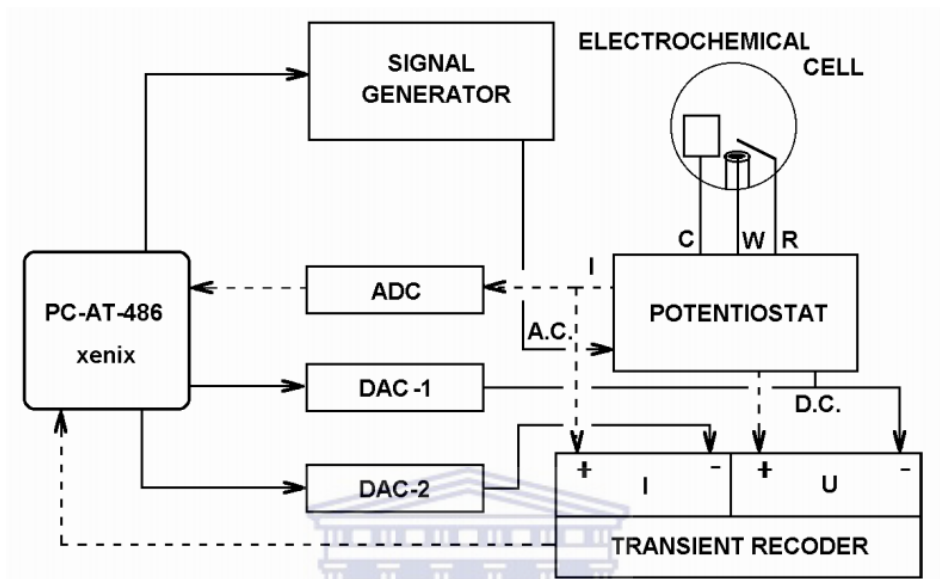 SIGNAL
GENERATOR
ELECTROCHEMICAL
CELL
C
W
R
PC-AT-486
xenix
ADC
I
POTENTIOSTAT
A.C.
DAC-1
D.C.
DAC-2
+
-
+
-
I
U
TRANSIENT RECODER